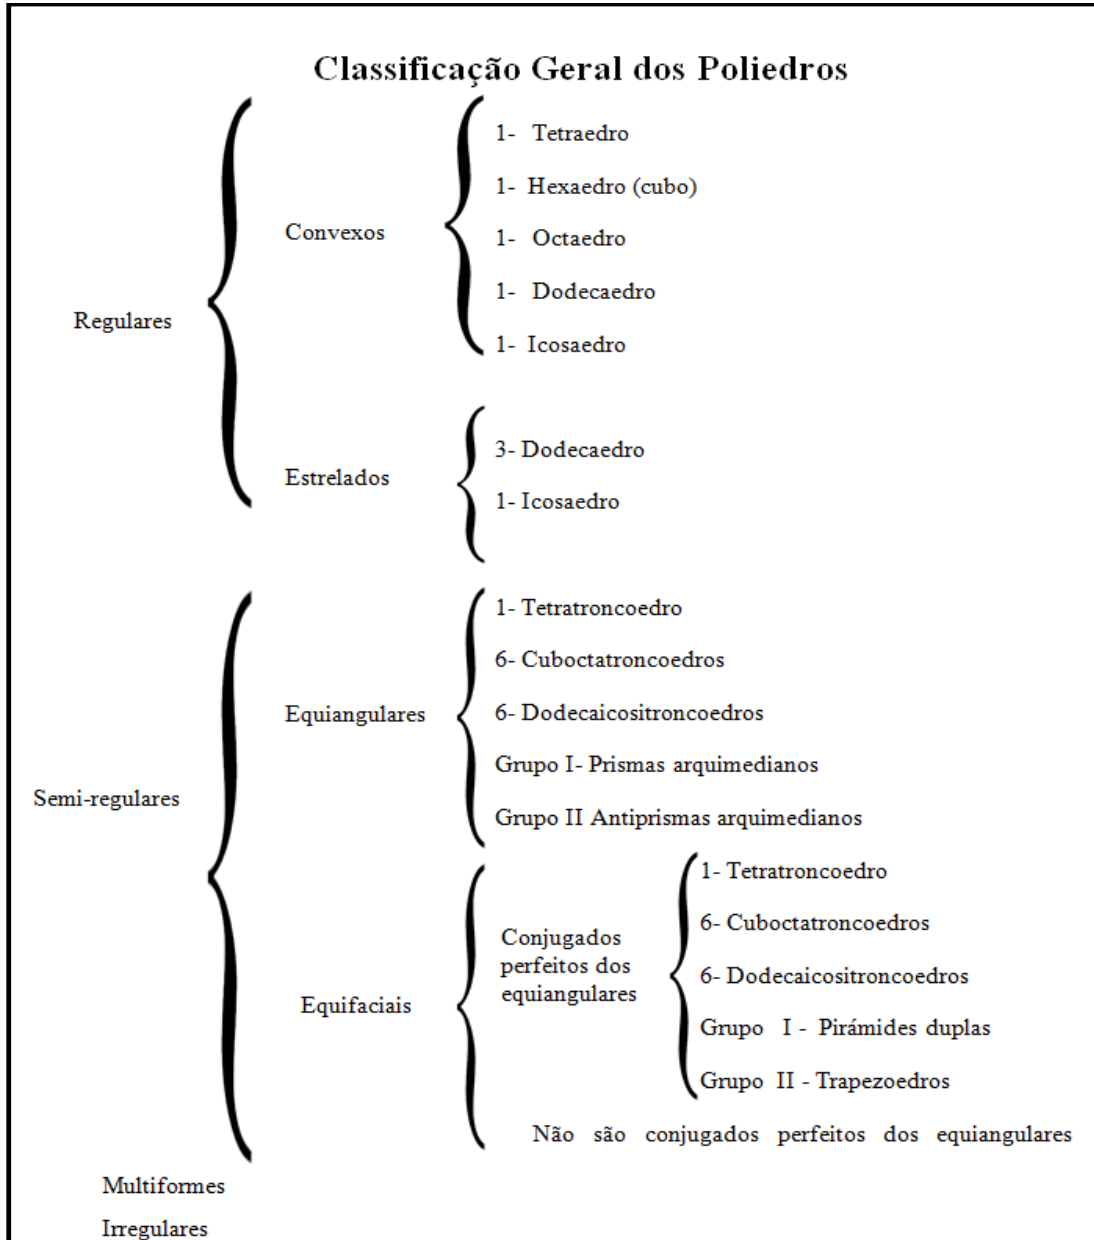 Classificação Geral dos Poliedros
Regulares
Convexos
1- Tetraedro
1- Hexaedro (cubo)
1- Octaedro
1- Dodecaedro
1- Icosaedro
Estrelados
3- Dodecaedro
1- Icosaedro
Semi-regulares
Equiangulares
1- Tetratroncoedro
6- Cuboctatroncoedros
6- Dodecaicositroncoedros
Grupo I- Prismas arquimedianos
Grupo II Antiprismas arquimedianos
Equifaciais
Conjugados
perfeitos dos
equiangulares
1- Tetratroncoedro
6- Cuboctatroncoedros
6- Dodecaicositroncoedros
Grupo I - Pirámides duplas
Grupo II - Trapezoedros
Não são conjugados perfeitos dos equiangulares
Multiformes
Irregulares